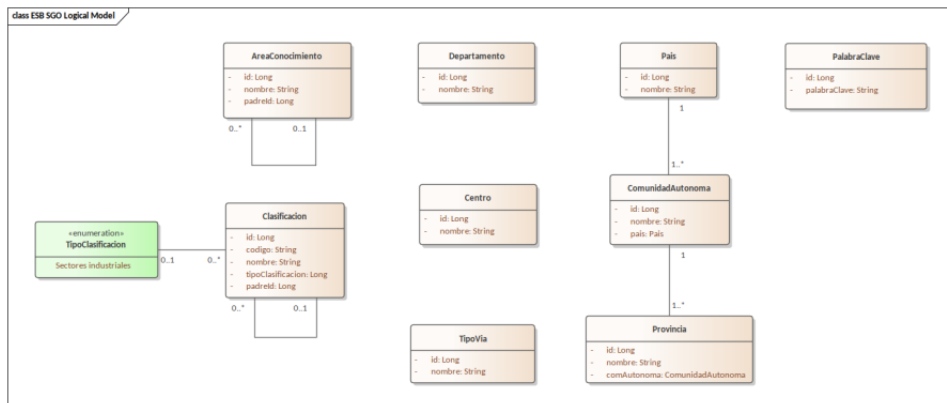 class ESB SGO Logical Model
AreaConocimiento
- id: Long
- nombre: String
- padreId: Long
0..*
0..1
Departamento
- id: Long
- nombre: String
Pais
- id: Long
- nombre: String
1
1..*
PalabraClave
- id: Long
- palabraClave: String
«enumeration»
TipoClasificacion
Sectores industriales
0..1
0..*
Clasificacion
- id: Long
- codigo: String
- nombre: String
- tipoClasificacion: Long
- padreId: Long
0..*
0..1
Centro
- id: Long
- nombre: String
ComunidadAutonoma
- id: Long
- nombre: String
- pais: Pais
1
1..*
TipoVia
- id: Long
- nombre: String
Provincia
- id: Long
- nombre: String
- comAutonoma: ComunidadAutonoma